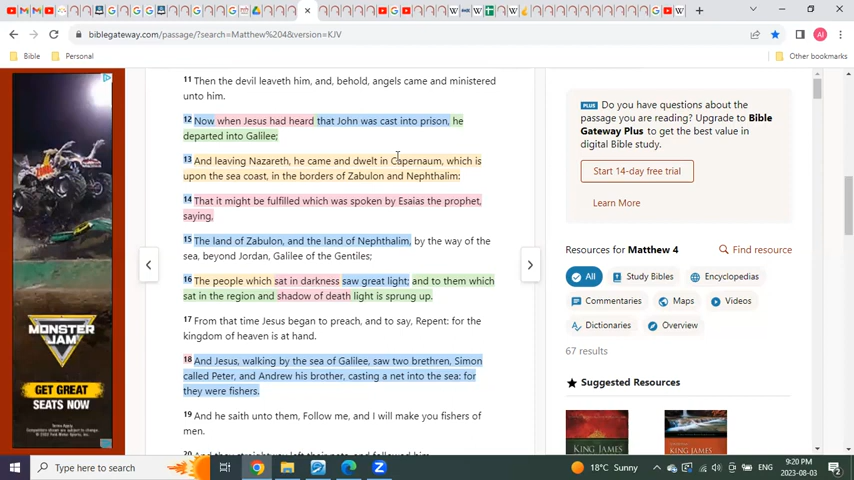 biblegateway.com/passage/?search=Matthew%204&version=KJV
AI
Bible
Personal
Other bookmarks
11 Then the devil leaveth him, and, behold, angels came and ministered
unto him.
12 Now when Jesus had heard that John was cast into prison, he
departed into Galilee;
13 And leaving Nazareth, he came and dwelt in Capernaum, which is
upon the sea coast, in the borders of Zabulon and Nephthalim:
14 That it might be fulfilled which was spoken by Esaias the prophet,
saying,
15 The land of Zabulon, and the land of Nephthalim, by the way of the
sea, beyond Jordan, Galilee of the Gentiles;
16 The people which sat in darkness saw great light; and to them which
sat in the region and shadow of death light is sprung up.
17 From that time Jesus began to preach, and to say, Repent: for the
kingdom of heaven is at hand.
18 And Jesus, walking by the sea of Galilee, saw two brethren, Simon
called Peter, and Andrew his brother, casting a net into the sea: for
they were fishers.
19 And he saith unto them, Follow me, and I will make you fishers of
men.
MONSTER
JAM
GET GREAT
SEATS NOW
PLUS Do you have questions about the
passage you are reading? Upgrade to Bible
Gateway Plus to get the best value in
digital Bible study.
Start 14-day free trial
Learn More
Resources for Matthew 4
Find resource
All
Study Bibles
Encyclopedias
Commentaries
Maps
Videos
Dictionaries
Overview
67 results
Suggested Resources
KING JAMES
KING JAMES
Type here to search
18°C Sunny
ENG
9:20 PM
2023-08-03
2